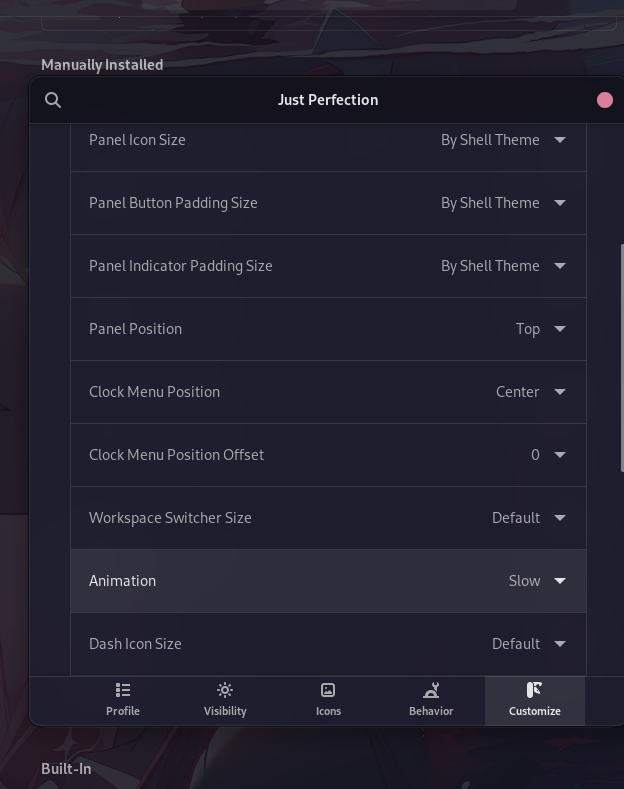 Manually Installed
Just Perfection
Panel Icon Size By Shell Theme
Panel Button Padding Size By Shell Theme
Panel Indicator Padding Size By Shell Theme
Panel Position Top
Clock Menu Position Center
Clock Menu Position Offset 0
Workspace Switcher Size Default
Animation Slow
Dash Icon Size Default
Profile Visibility Icons Behavior Customize
Built-In